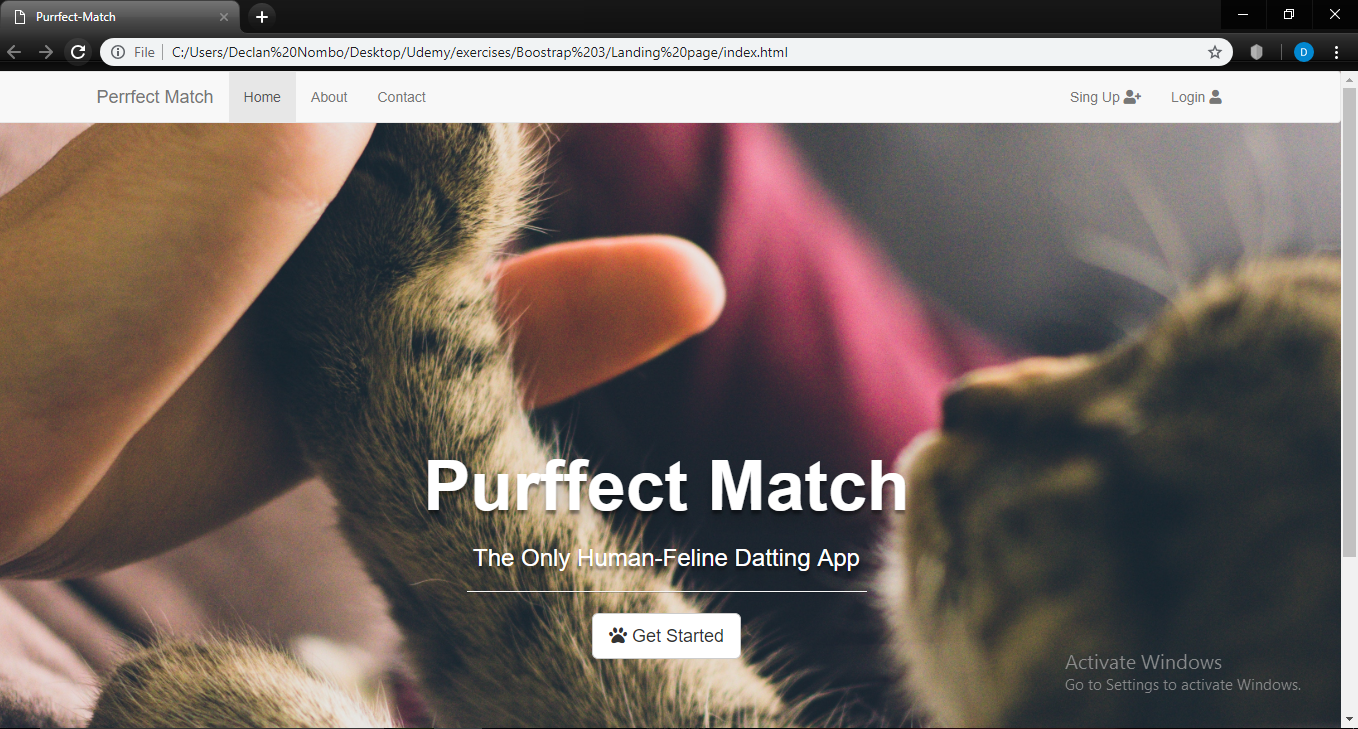 Purrfect-Match
File C:/Users/Declan%20Nombo/Desktop/Udemy/exercises/Boostrap%203/Landing%20page/index.html
D
Perrfect Match Home About Contact Sing Up Login
Purffect Match
The Only Human-Feline Datting App
Get Started
Activate Windows
Go to Settings to activate Windows.